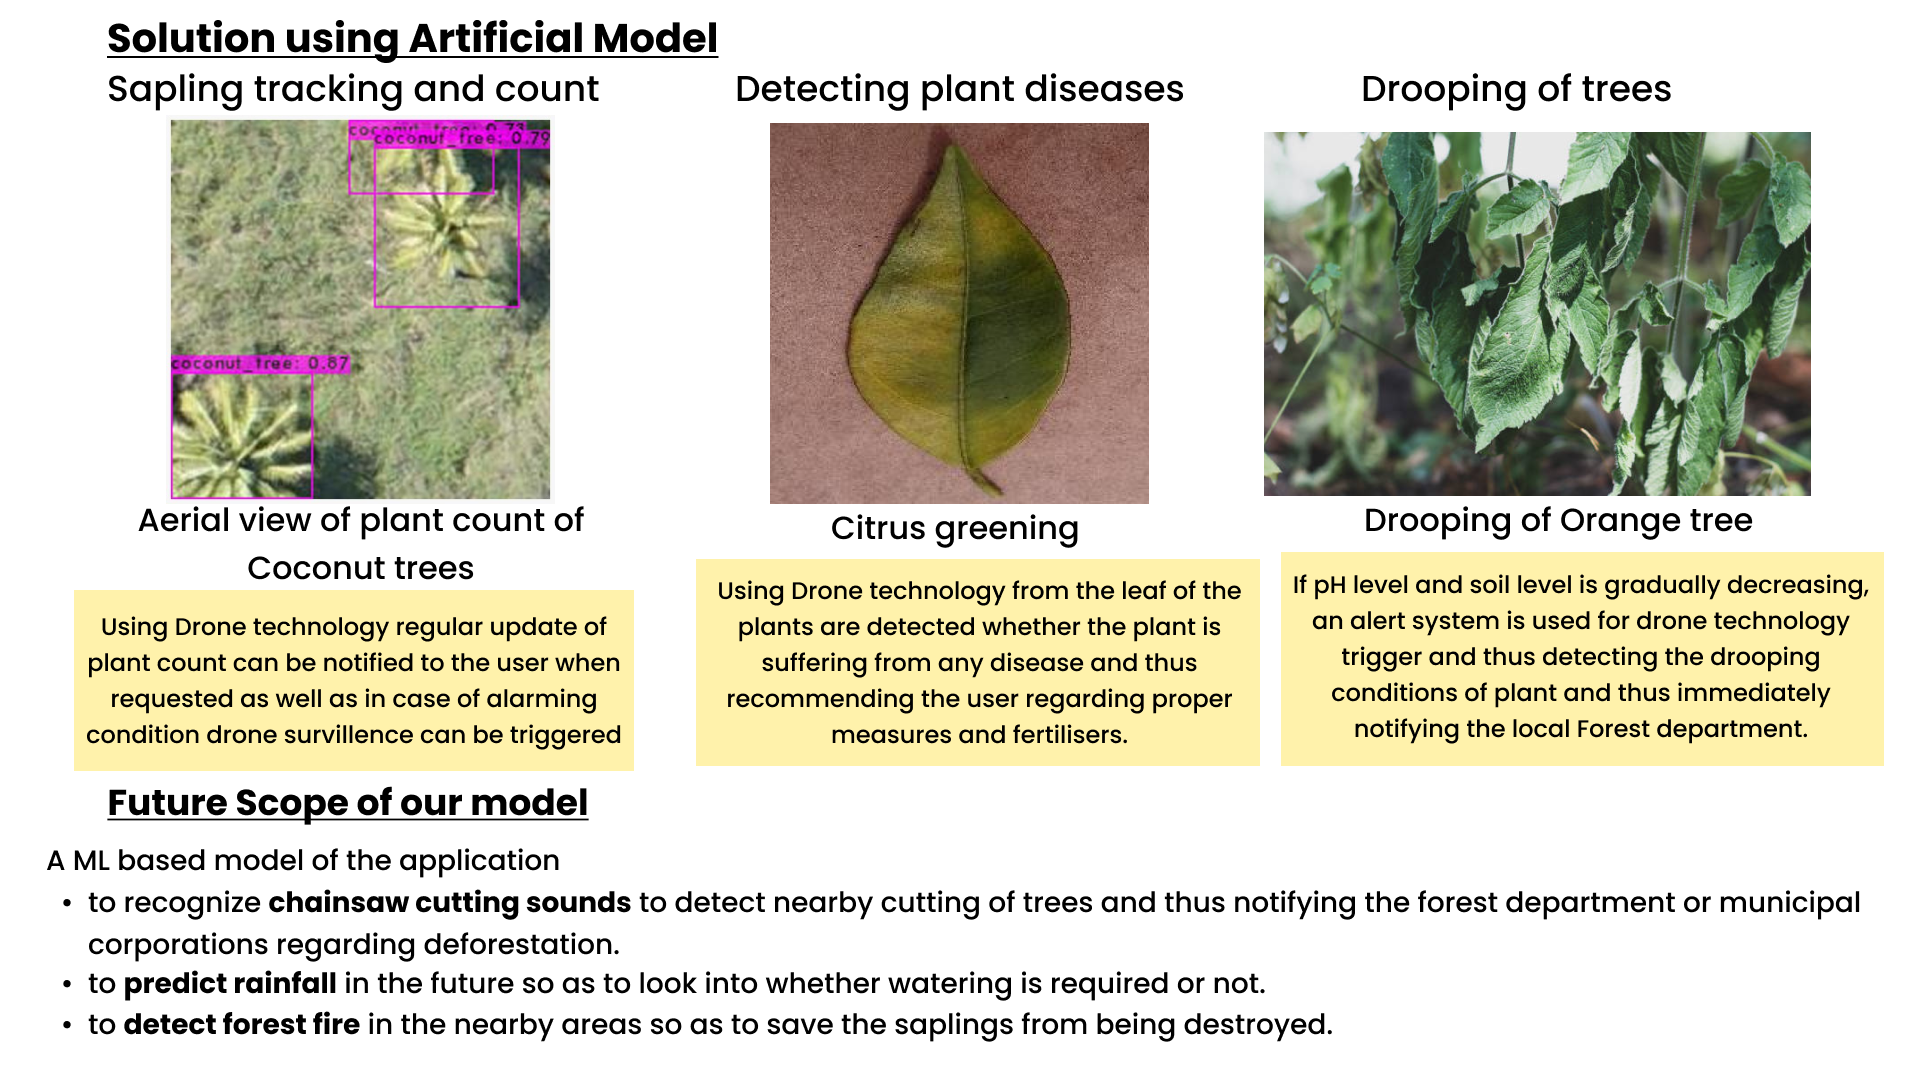 Solution using Artificial Model
Sapling tracking and count
coconut_tree: 0.73
coconut_tree: 0.79
coconut_tree: 0.87
Aerial view of plant count of
Coconut trees
Using Drone technology regular update of
plant count can be notified to the user when
requested as well as in case of alarming
condition drone survillence can be triggered
Detecting plant diseases
Citrus greening
Using Drone technology from the leaf of the
plants are detected whether the plant is
suffering from any disease and thus
recommending the user regarding proper
measures and fertilisers.
Drooping of trees
Drooping of Orange tree
If pH level and soil level is gradually decreasing,
an alert system is used for drone technology
trigger and thus detecting the drooping
conditions of plant and thus immediately
notifying the local Forest department.
Future Scope of our model
A ML based model of the application
• to recognize chainsaw cutting sounds to detect nearby cutting of trees and thus notifying the forest department or municipal
corporations regarding deforestation.
• to predict rainfall in the future so as to look into whether watering is required or not.
• to detect forest fire in the nearby areas so as to save the saplings from being destroyed.